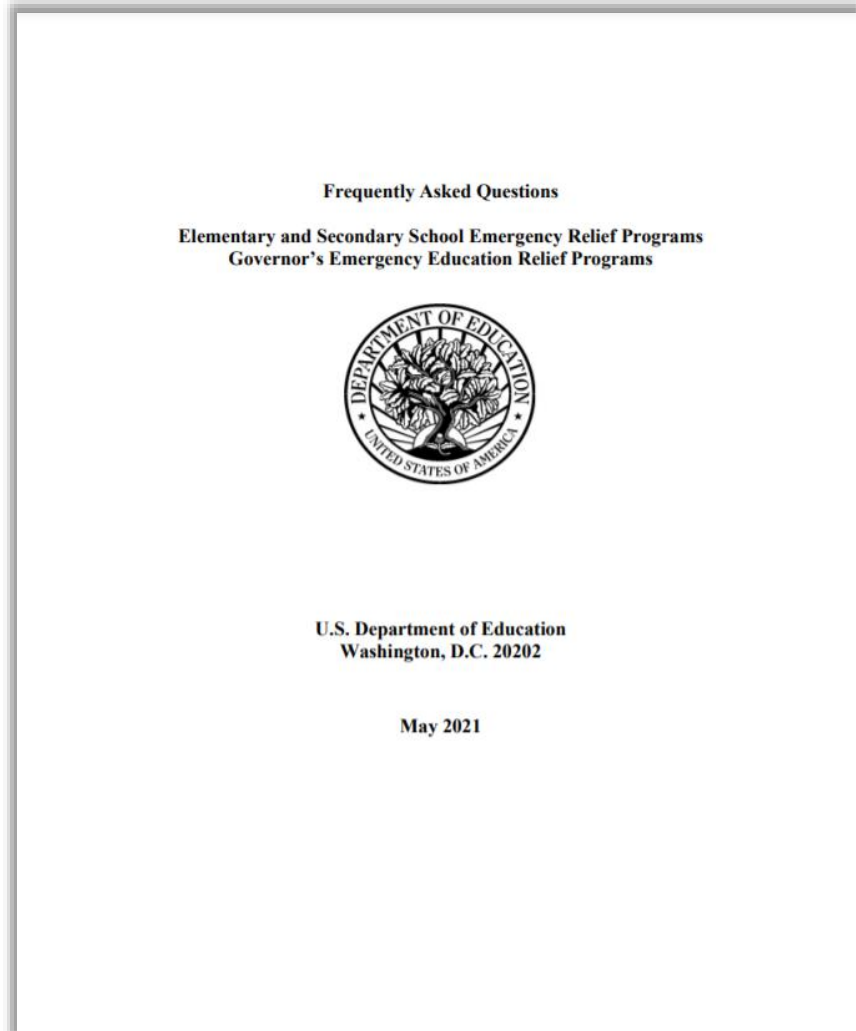 Frequently Asked Questions
Elementary and Secondary School Emergency Relief Programs
Governor’s Emergency Education Relief Programs
DEPARTMENT OF EDUCATION
UNITED STATES OF AMERICA
U.S. Department of Education
Washington, D.C. 20202
May 2021